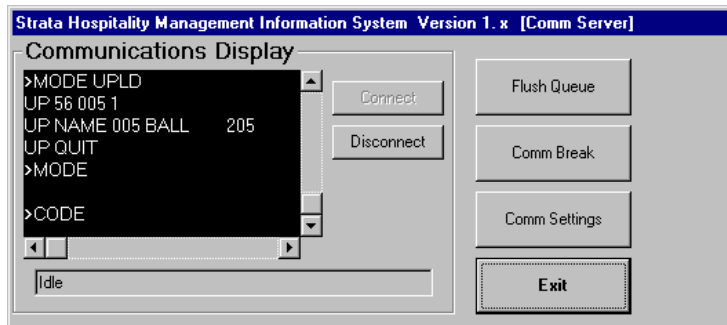 Strata Hospitality Management Information System Version 1. x [Comm Server]
Communications Display
>MODE UPLD
UP 56 005 1
UP NAME 005 BALL 205
UP QUIT
>MODE
>CODE
Connect
Disconnect
Idle
Flush Queue
Comm Break
Comm Settings
Exit